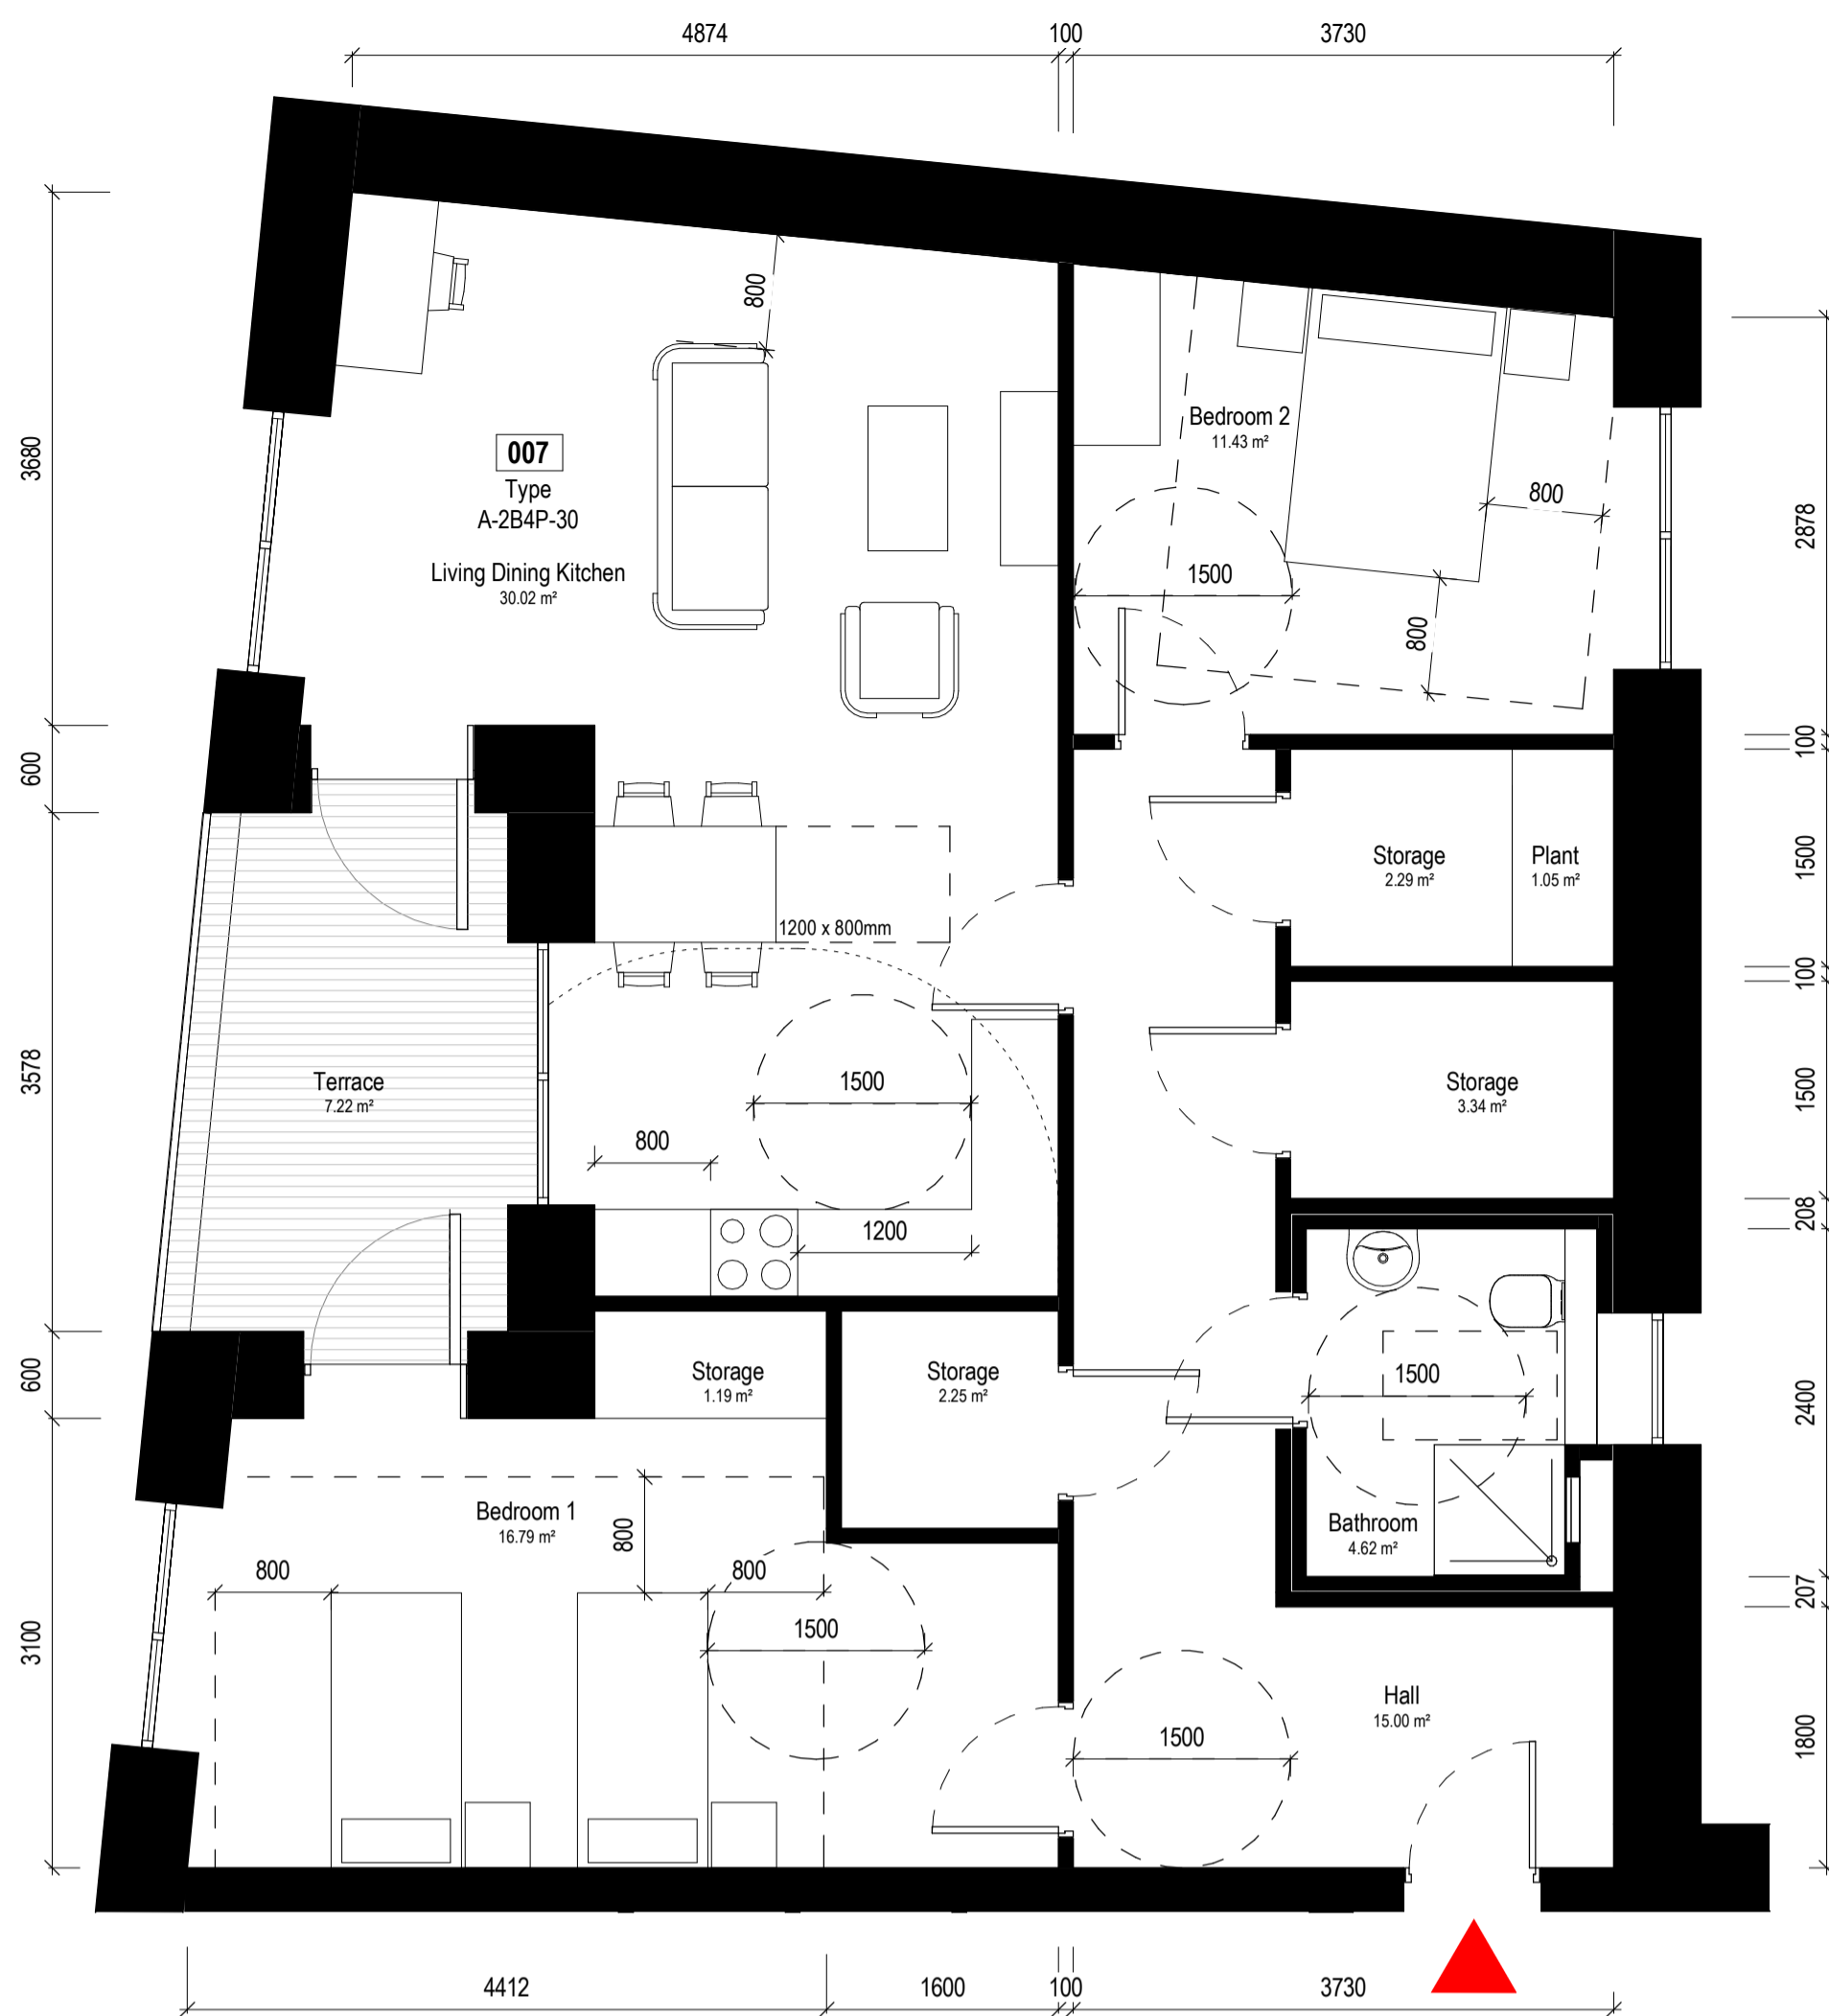 4874
100
3730
800
Bedroom 2
11.43 m²
007
Type
A-2B4P-30
Living Dining Kitchen
30.02 m²
800
1500
800
3680
600
3578
600
3100
2878
100
1500
100
1500
208
2400
207
1800
Storage
2.29 m²
Plant
1.05 m²
1200 x 800mm
Terrace
7.22 m²
1500
800
1200
Storage
3.34 m²
Storage
1.19 m²
Storage
2.25 m²
1500
Bedroom 1
16.79 m²
800
800
800
1500
Bathroom
4.62 m²
Hall
15.00 m²
1500
4412
1600
100
3730